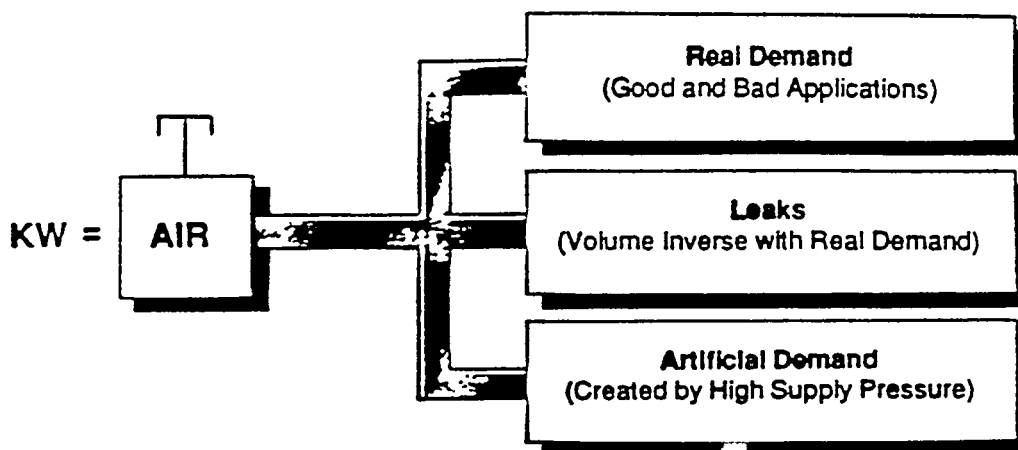 KW = AIR
Real Demand
(Good and Bad Applications)
Leaks
(Volume Inverse with Real Demand)
Artificial Demand
(Created by High Supply Pressure)